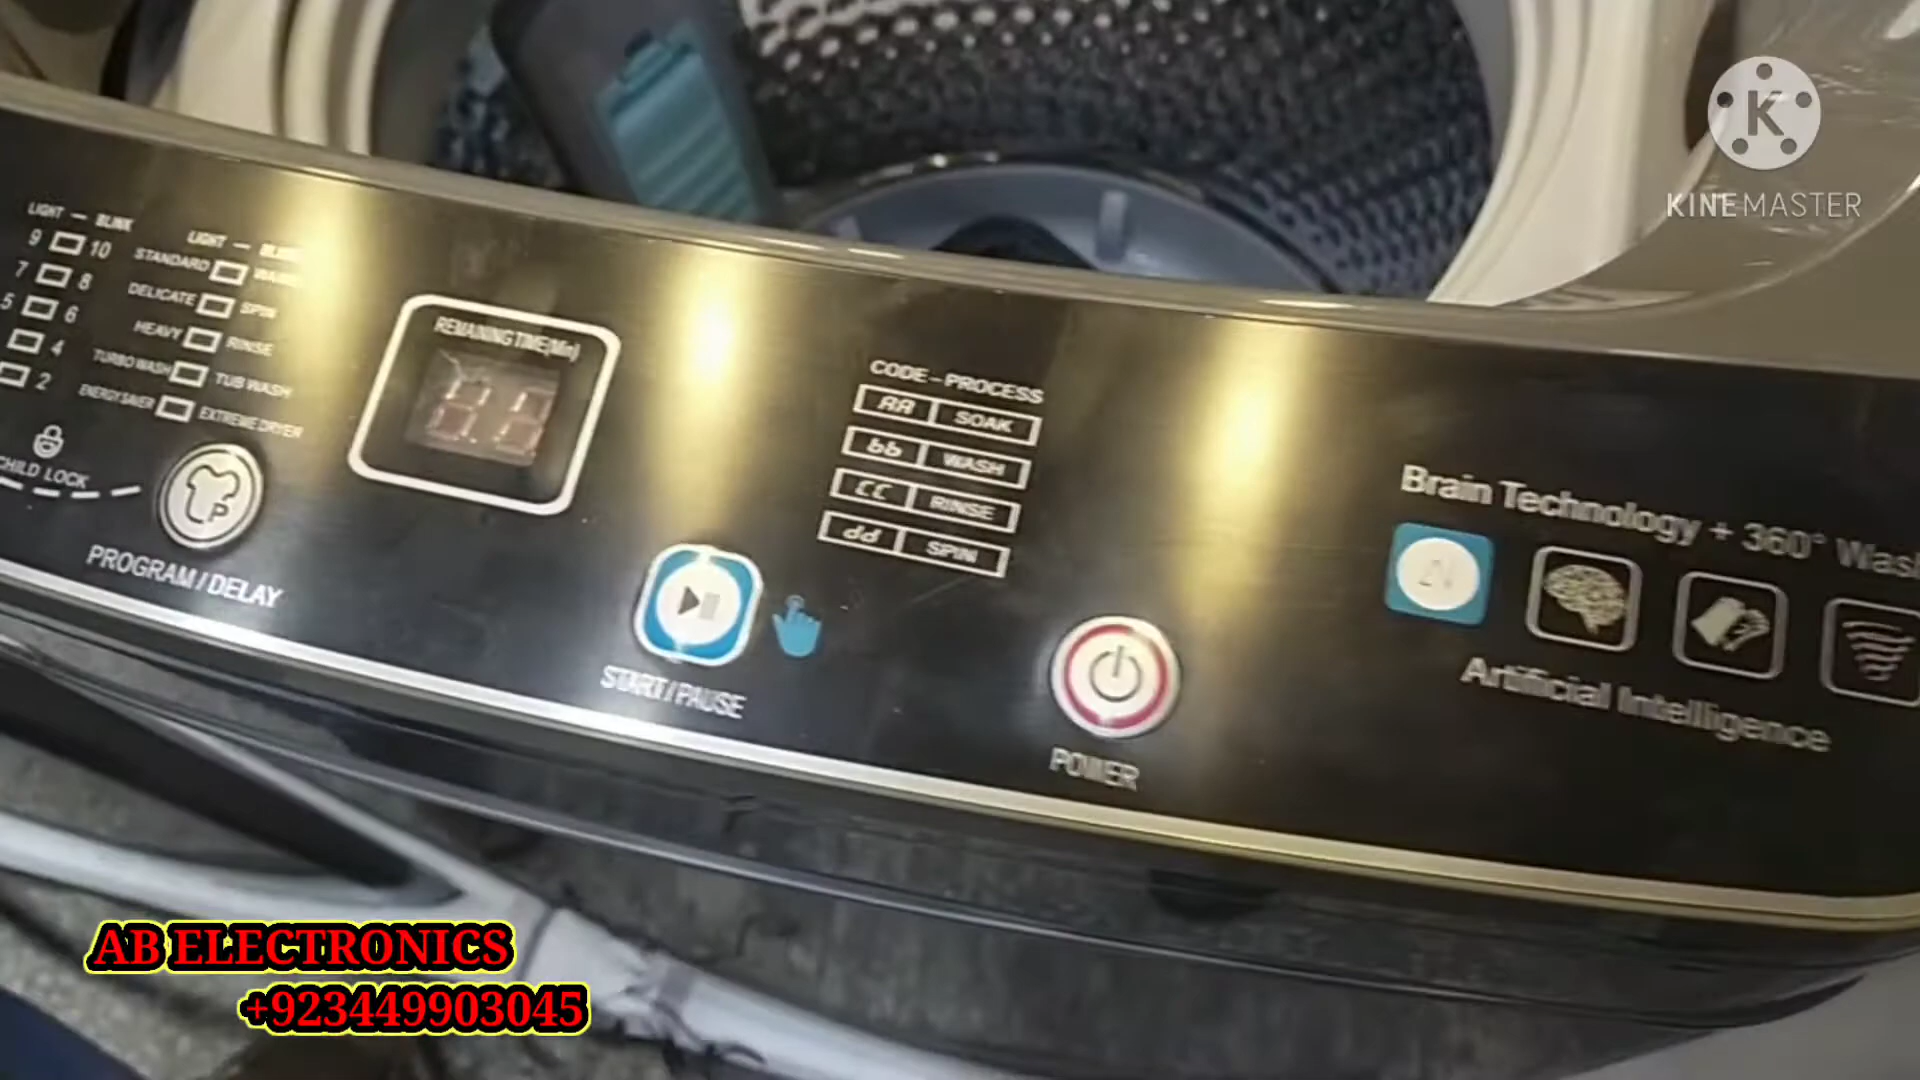 KINEMASTER
LIGHT — BLINK
9 10
7 8
5 6
4
2
LIGHT —
STANDARD
DELICATE SPIN
HEAVY RINSE
TURBO WASH TUB WASH
ENERGY SAVER EXTREME DRYER
CHILD LOCK
P
PROGRAM / DELAY
REMAINING TIME(Min)
START / PAUSE
CODE – PROCESS
AA SOAK
bb WASH
CC RINSE
dd SPIN
POWER
Brain Technology + 360° Wash
Artificial Intelligence
AB ELECTRONICS
+923449903045